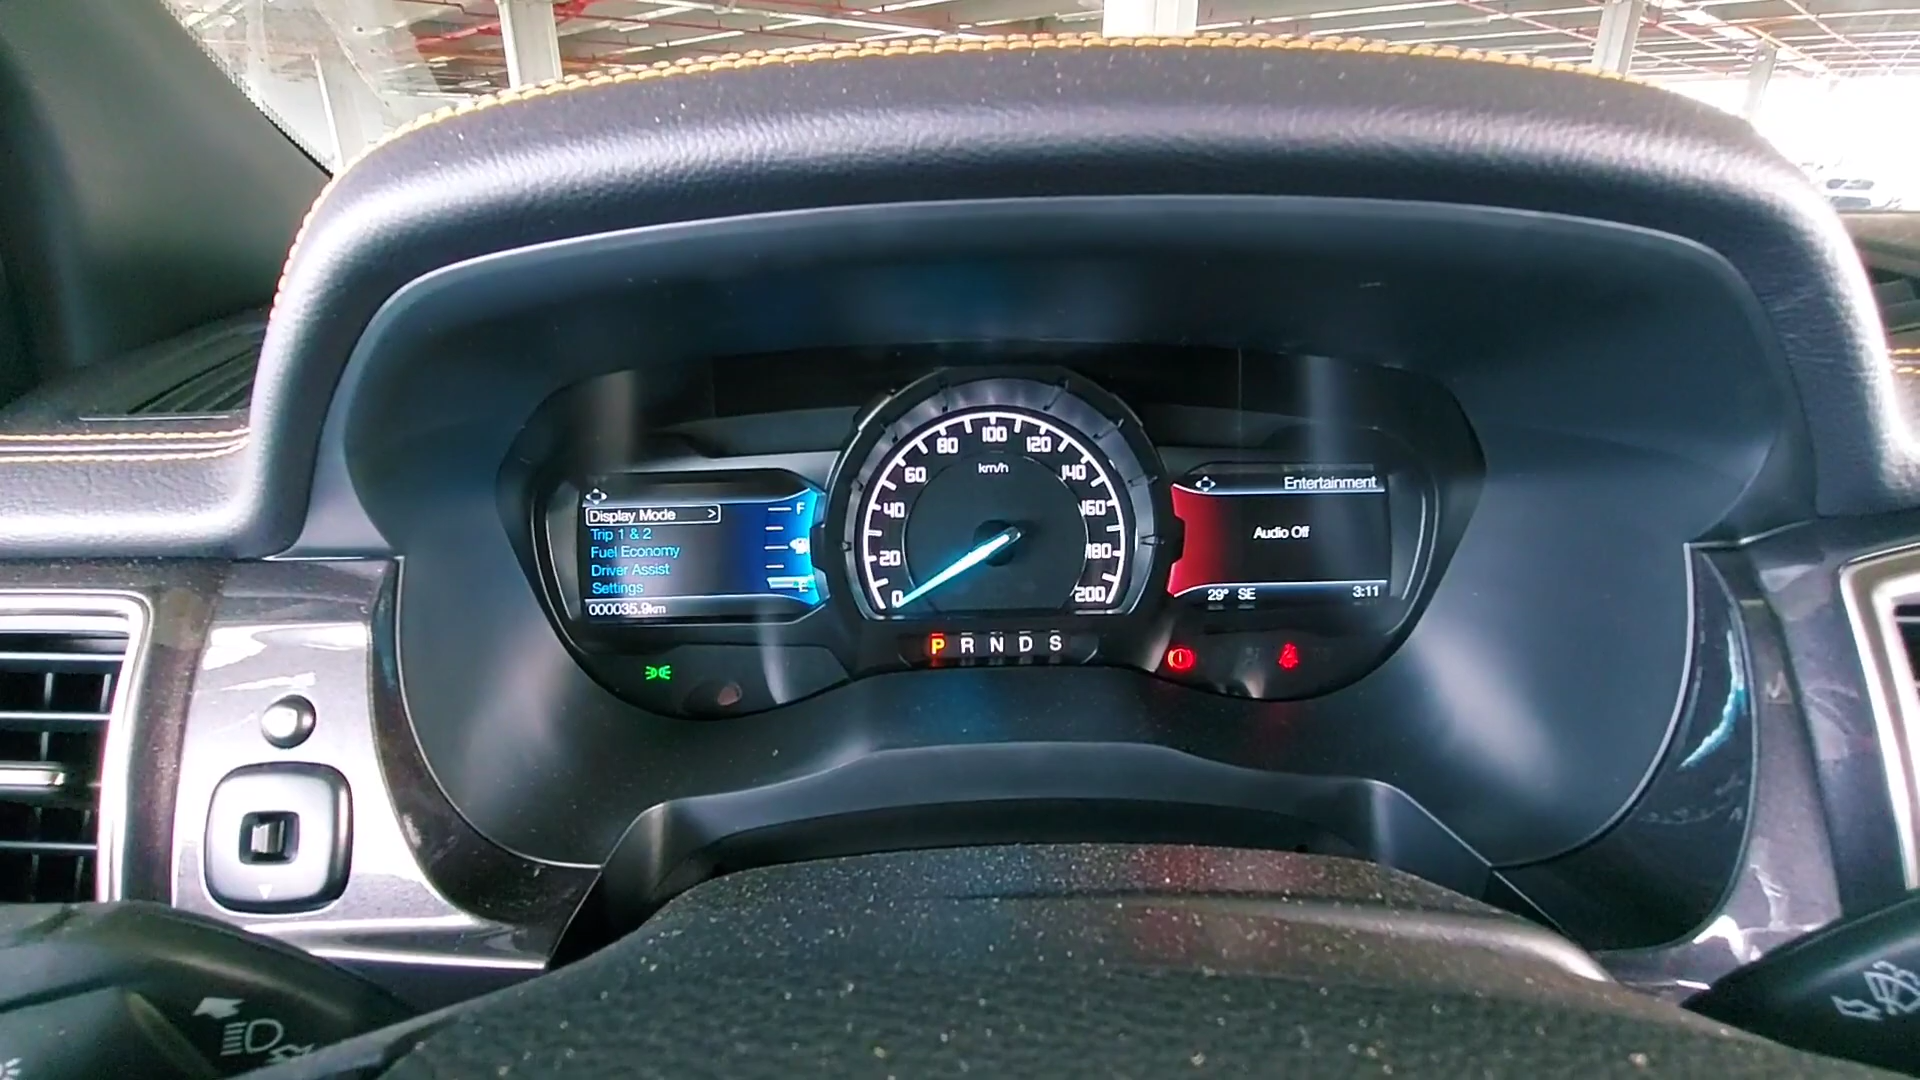 Display Mode >
Trip 1 & 2
Fuel Economy
Driver Assist
Settings
000035.9km
F
E
0
20
40
60
80
100
120
140
160
180
200
km/h
P R N D S
Entertainment
Audio Off
29° SE 3:11